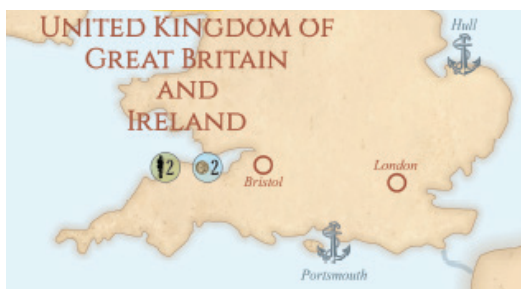 UNITED KINGDOM OF
GREAT BRITAIN
AND
IRELAND
Hull
2 2
Bristol
London
Portsmouth